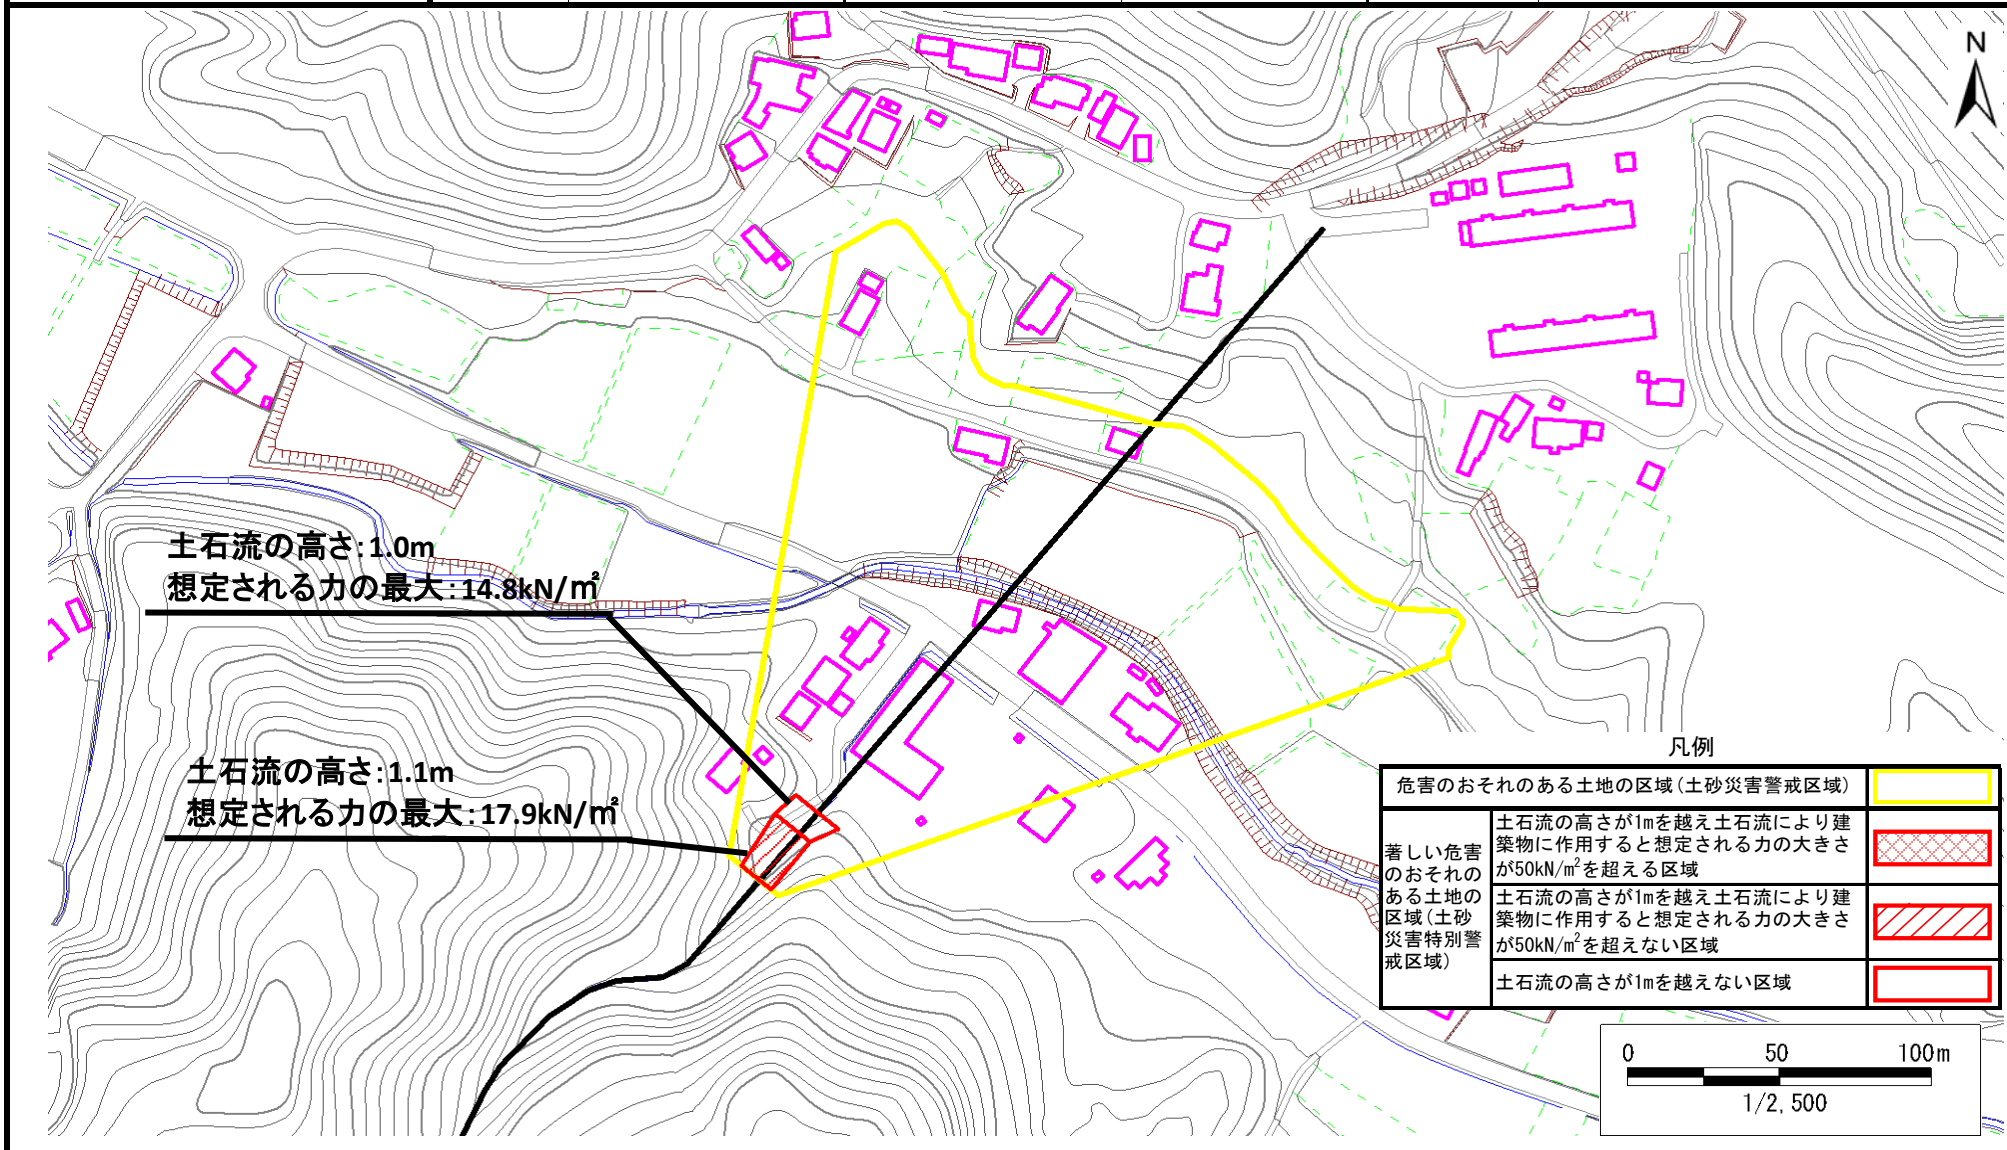 N
土石流の高さ:1.0m
想定される力の最大:14.8kN/㎡
土石流の高さ:1.1m
想定される力の最大:17.9kN/㎡
凡例
危害のおそれのある土地の区域(土砂災害警戒区域)
著しい危害
のおそれの
ある土地の
区域(土砂
災害特別警
戒区域)
土石流の高さが1mを越え土石流により建
築物に作用すると想定される力の大きさ
が50kN/m²を超える区域
土石流の高さが1mを越え土石流により建
築物に作用すると想定される力の大きさ
が50kN/m²を超えない区域
土石流の高さが1mを越えない区域
0 50 100m
1/2,500